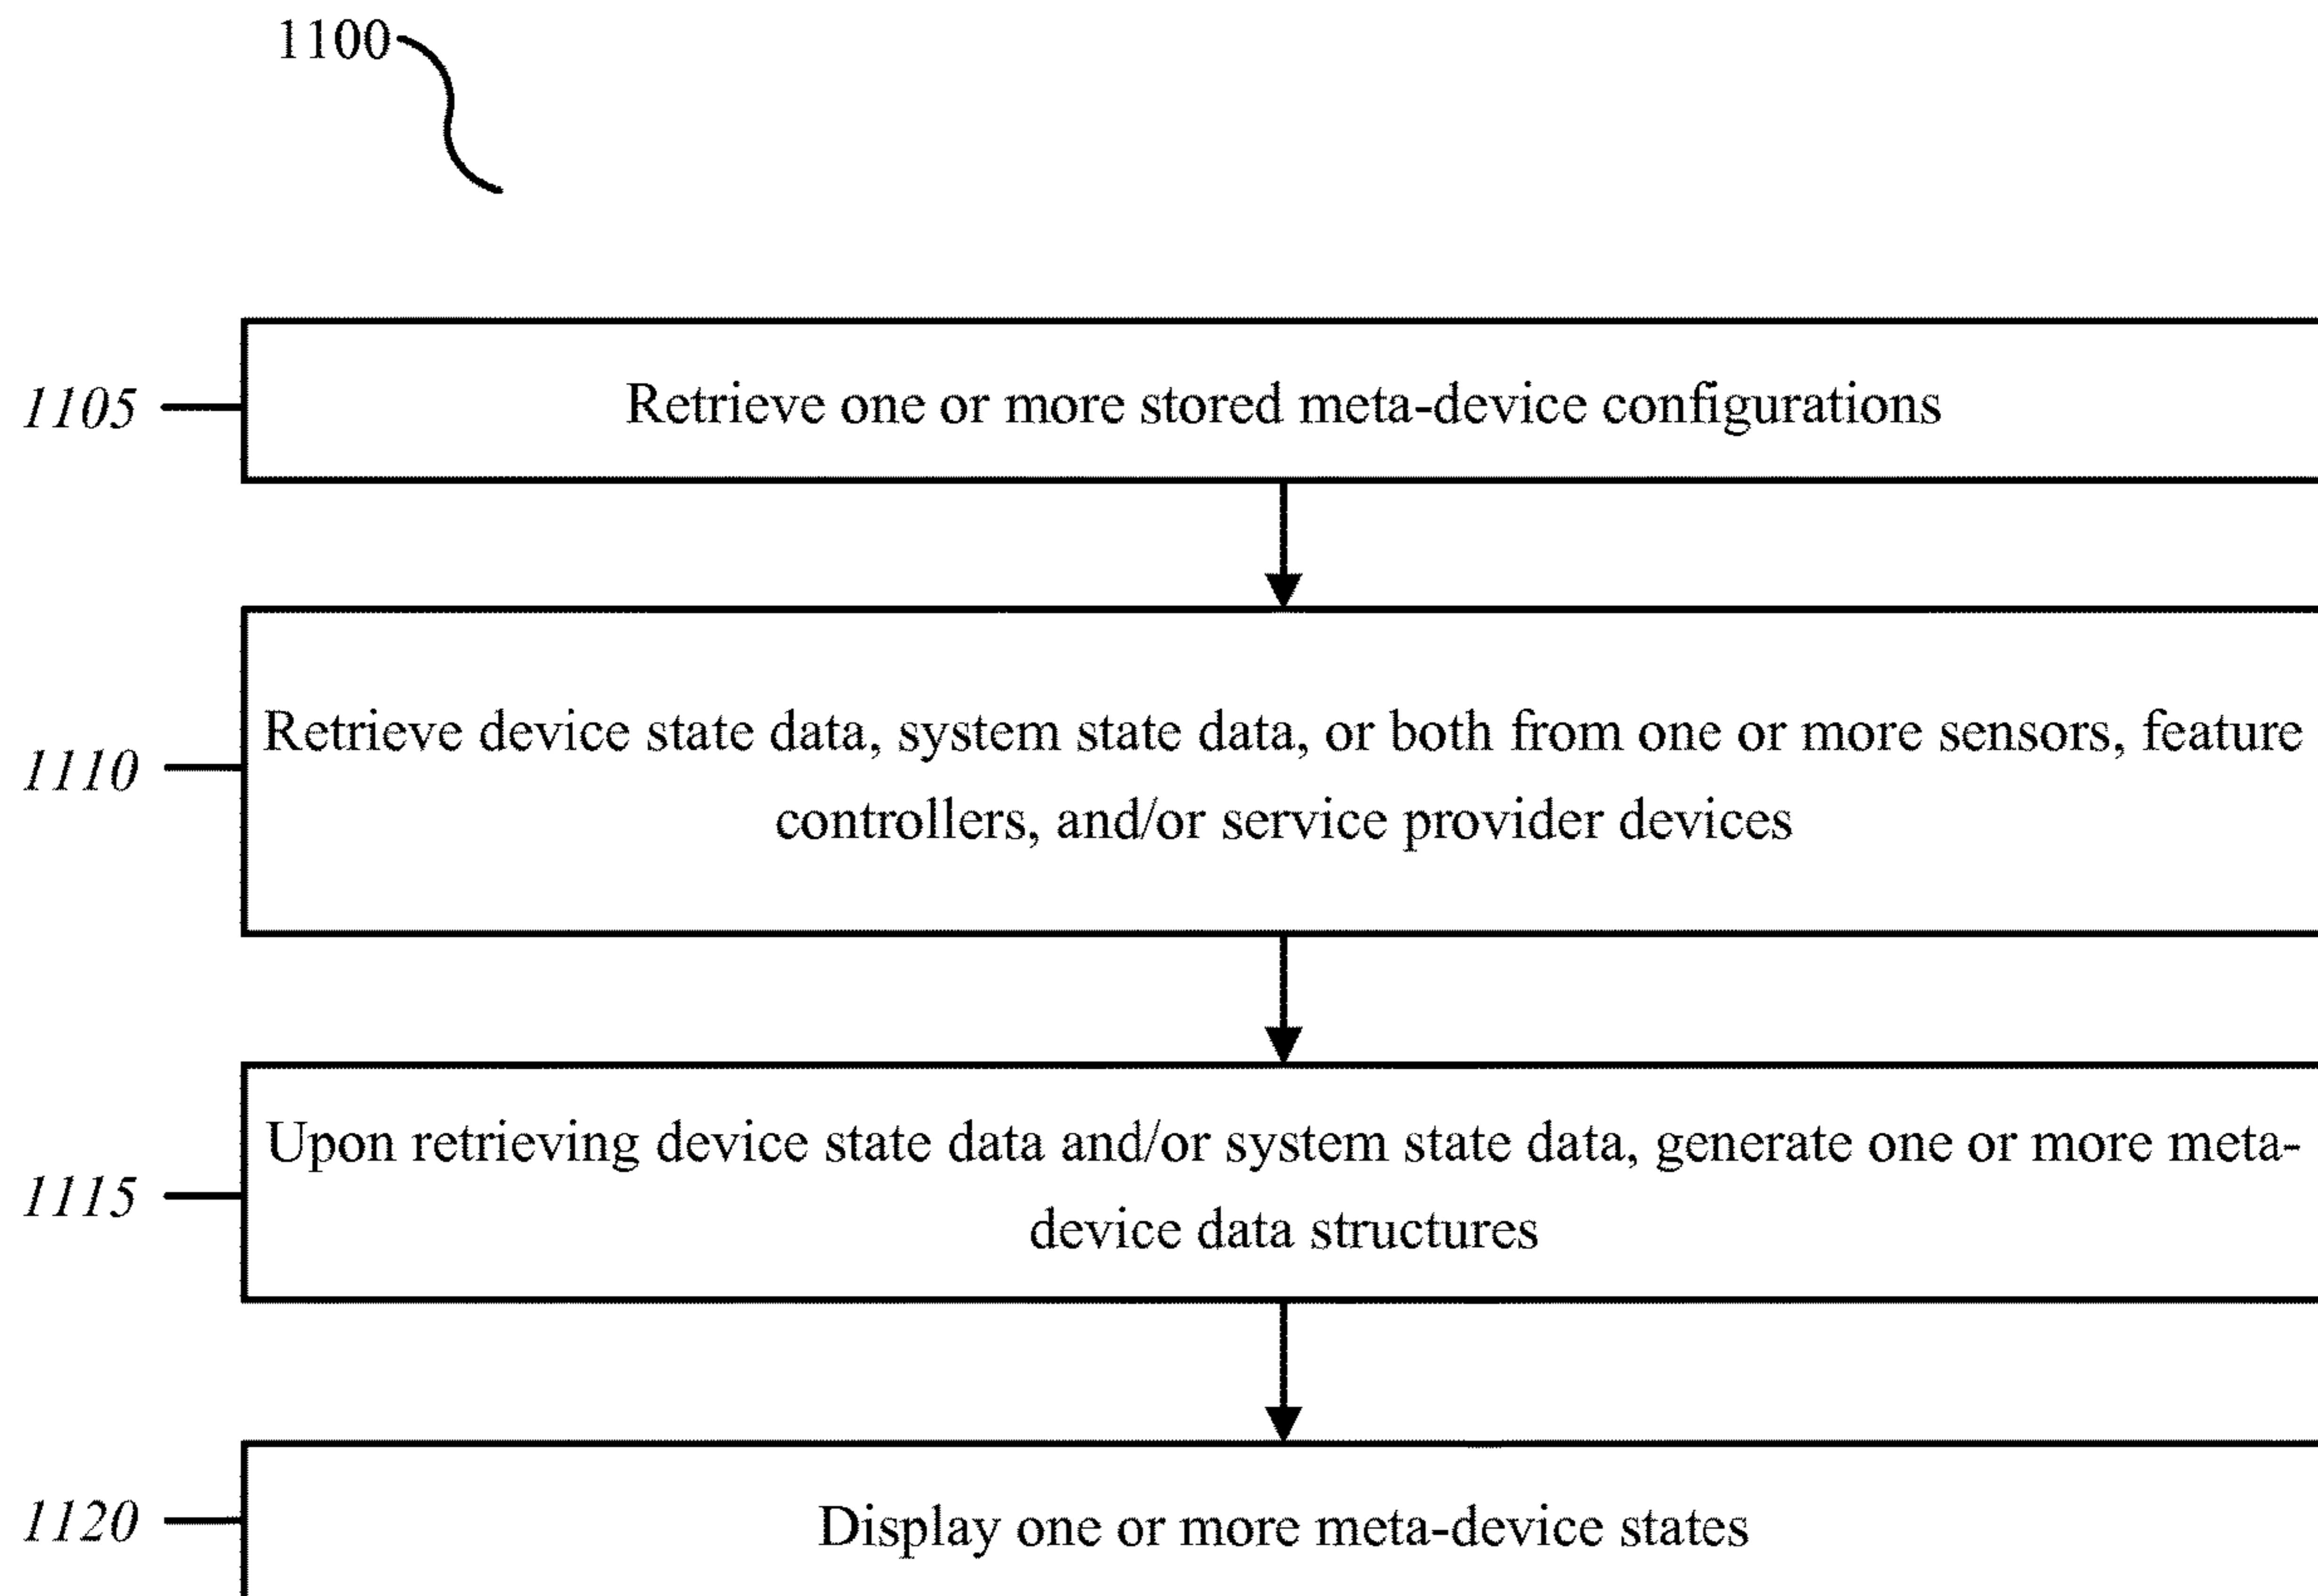 1100
1105
Retrieve one or more stored meta-device configurations
1110
Retrieve device state data, system state data, or both from one or more sensors, feature
controllers, and/or service provider devices
1115
Upon retrieving device state data and/or system state data, generate one or more meta-
device data structures
1120
Display one or more meta-device states